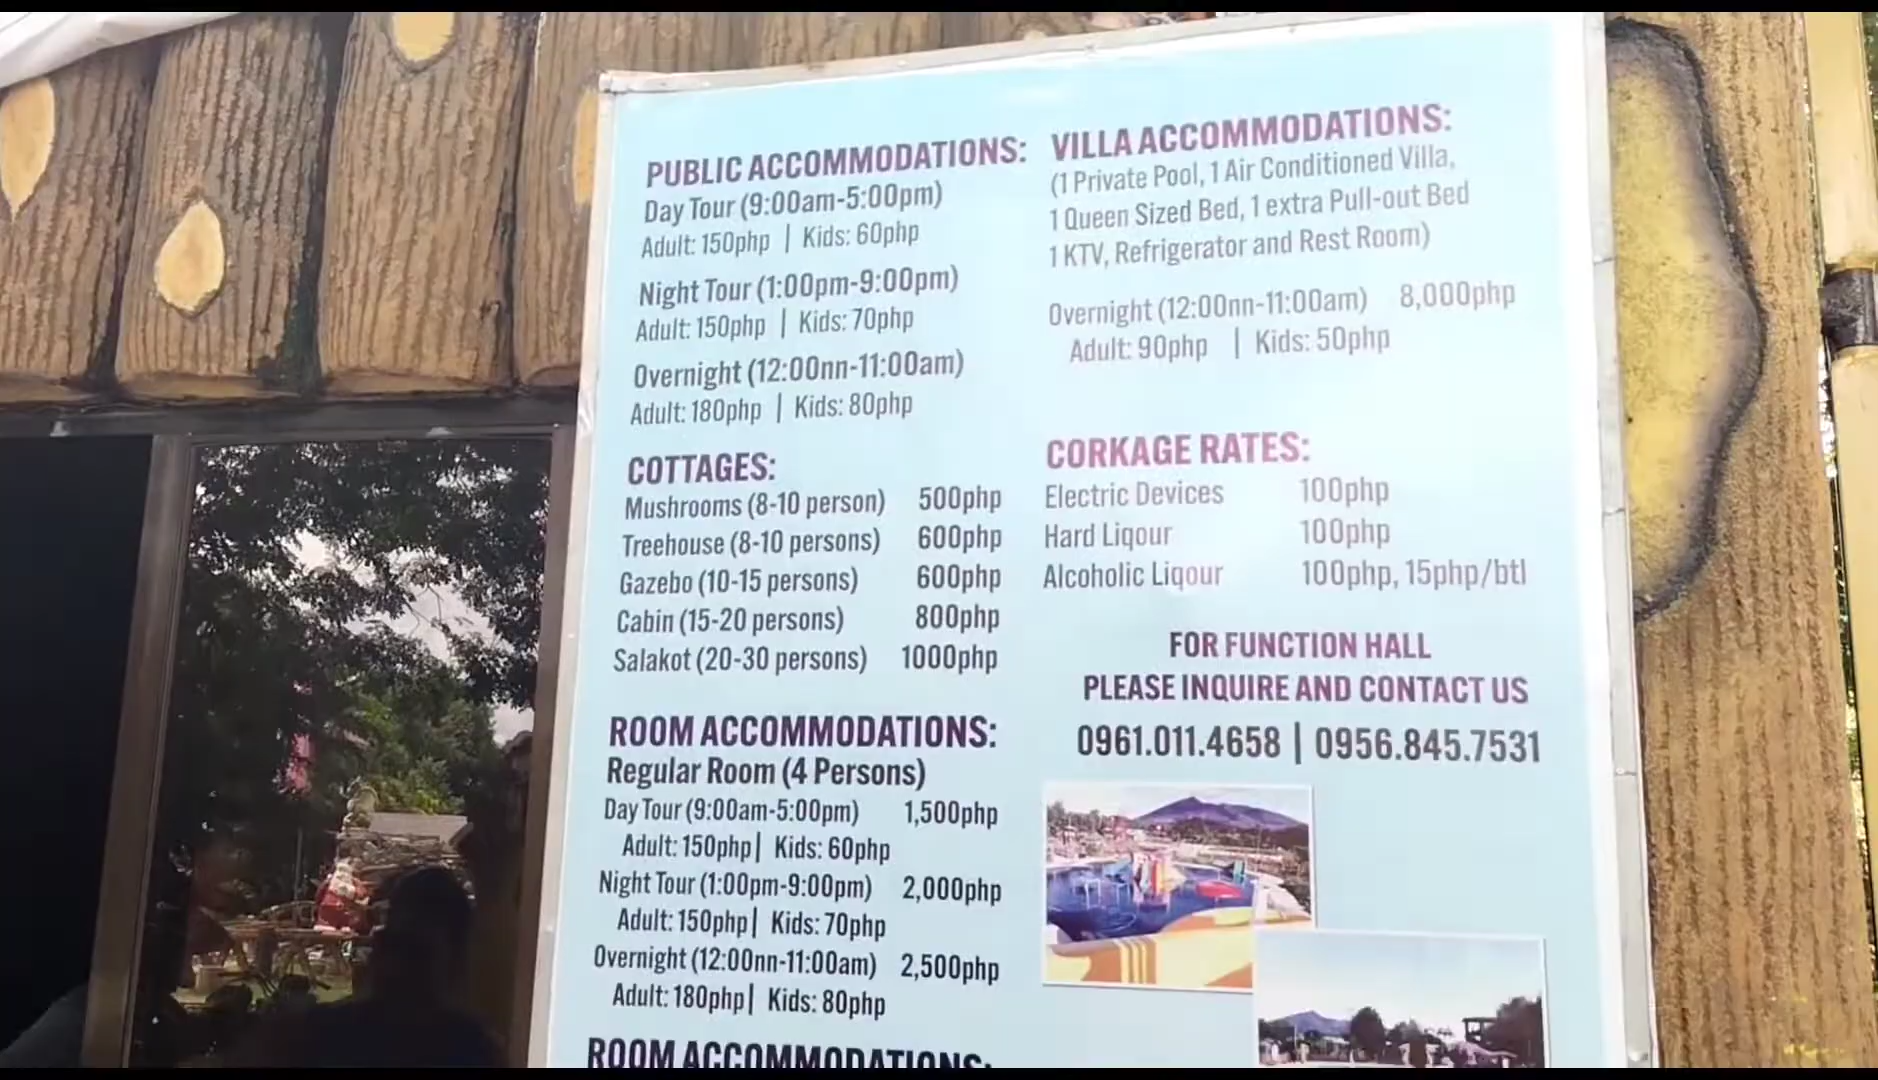 PUBLIC ACCOMMODATIONS:
Day Tour (9:00am-5:00pm)
Adult: 150php | Kids: 60php
Night Tour (1:00pm-9:00pm)
Adult: 150php | Kids: 70php
Overnight (12:00nn-11:00am)
Adult: 180php | Kids: 80php
COTTAGES:
Mushrooms (8-10 person) 500php
Treehouse (8-10 persons) 600php
Gazebo (10-15 persons) 600php
Cabin (15-20 persons) 800php
Salakot (20-30 persons) 1000php
ROOM ACCOMMODATIONS:
Regular Room (4 Persons)
Day Tour (9:00am-5:00pm) 1,500php
Adult: 150php| Kids: 60php
Night Tour (1:00pm-9:00pm) 2,000php
Adult: 150php| Kids: 70php
Overnight (12:00nn-11:00am) 2,500php
Adult: 180php| Kids: 80php
ROOM ACCOMMODATIONS:
VILLA ACCOMMODATIONS:
(1 Private Pool, 1 Air Conditioned Villa,
1 Queen Sized Bed, 1 extra Pull-out Bed
1 KTV, Refrigerator and Rest Room)
Overnight (12:00nn-11:00am) 8,000php
Adult: 90php | Kids: 50php
CORKAGE RATES:
Electric Devices 100php
Hard Liqour 100php
Alcoholic Liqour 100php, 15php/btl
FOR FUNCTION HALL
PLEASE INQUIRE AND CONTACT US
0961.011.4658 | 0956.845.7531